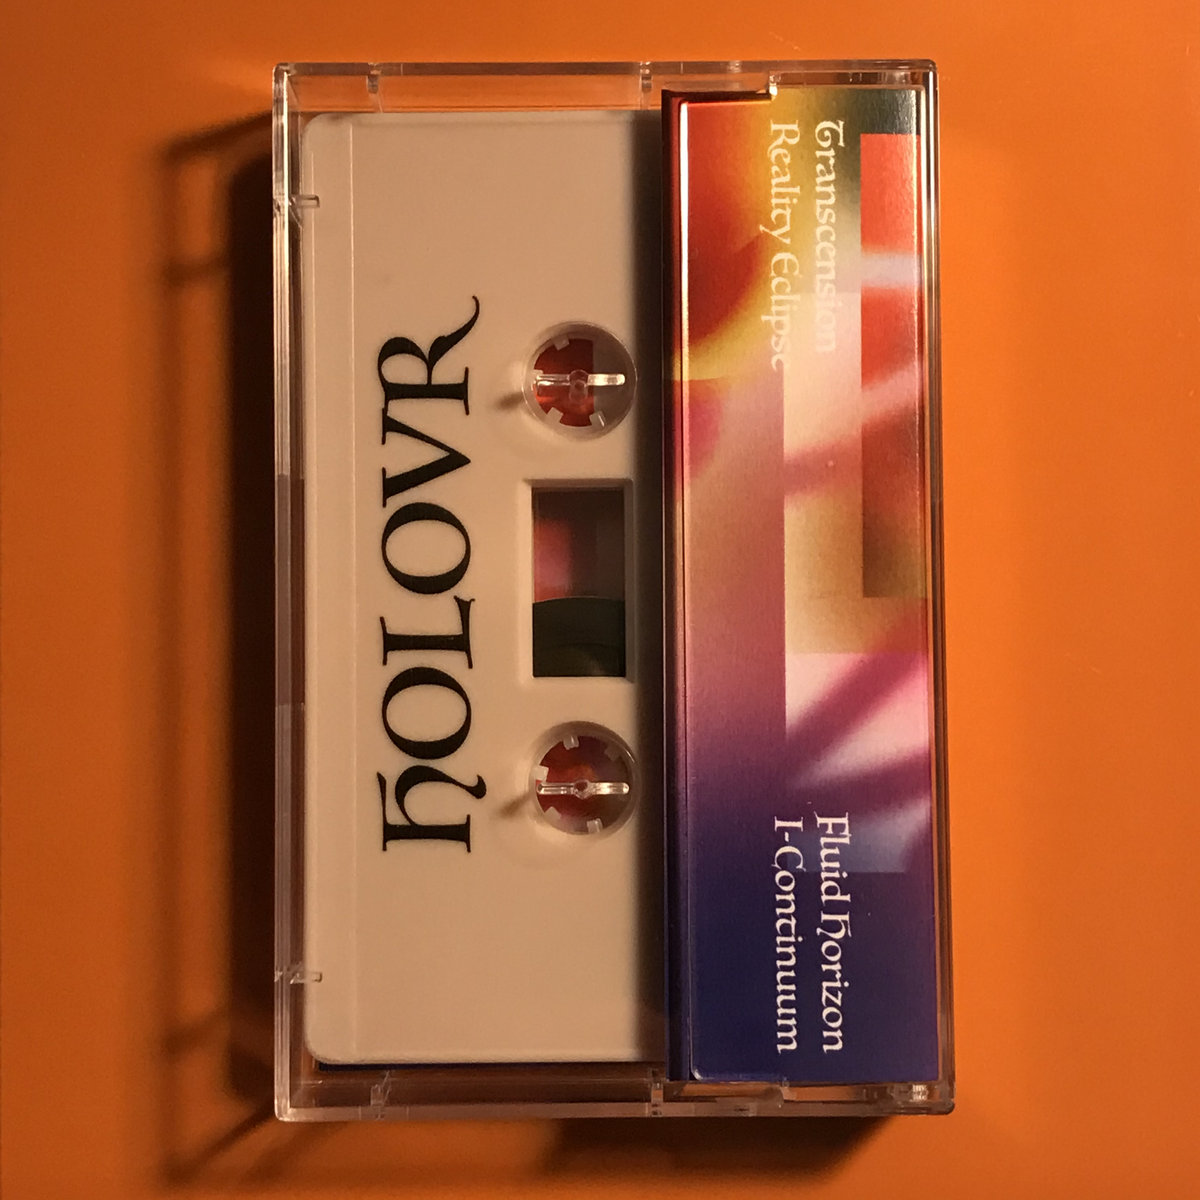 HOLOVR
Transcension
Reality Eclipse
Fluid Horizon
I-Continuum